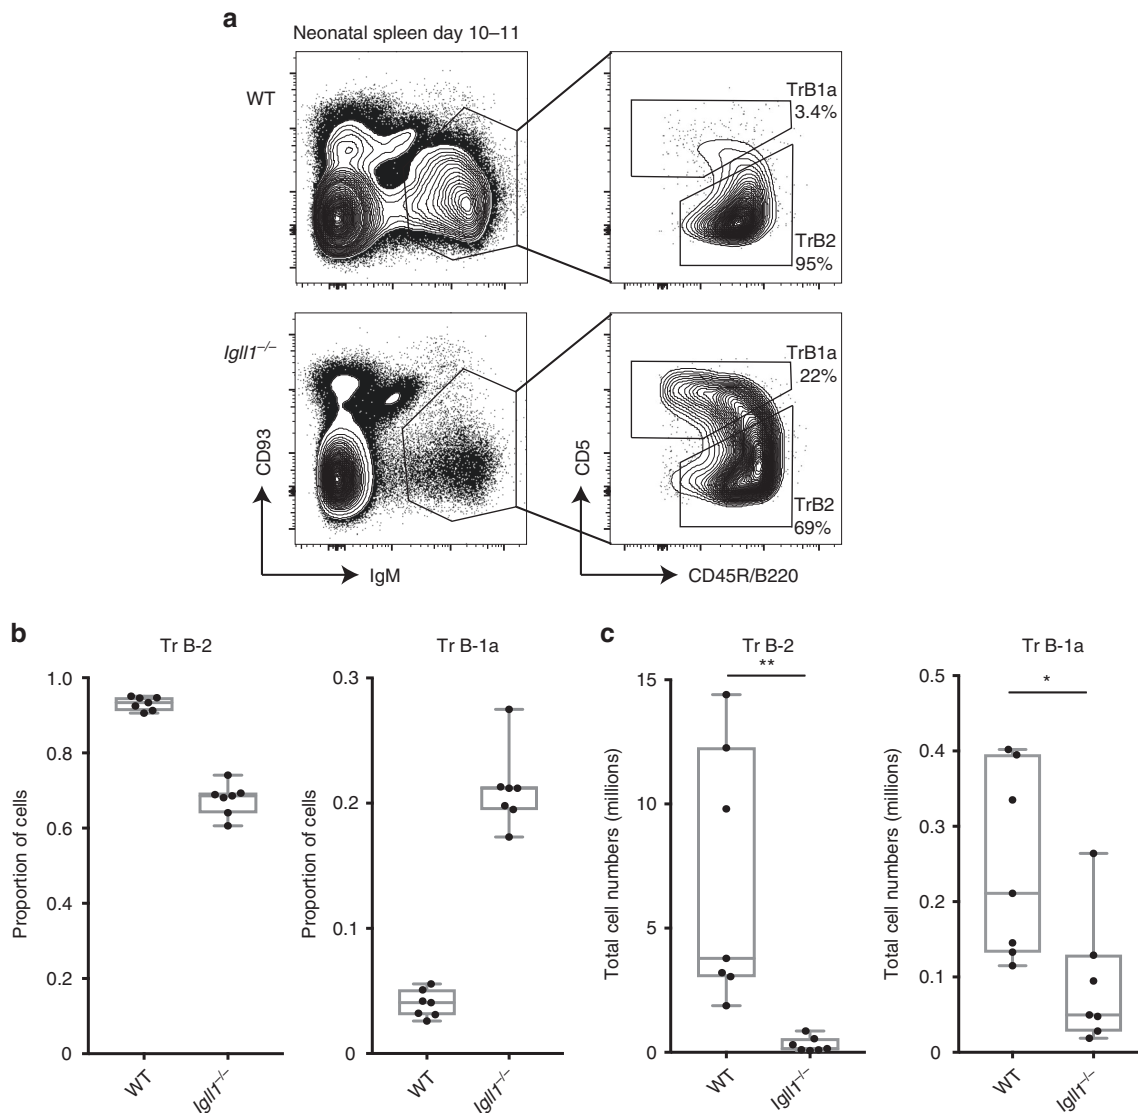 a
Neonatal spleen day 10–11
WT
TrB1a
3.4%
TrB2
95%
Igll1–/–
TrB1a
22%
TrB2
69%
CD93
IgM
CD5
CD45R/B220
b
Tr B-2
Proportion of cells
1.0
0.8
0.6
0.4
0.2
0
WT
Igll1–/–
Tr B-1a
Proportion of cells
0.3
0.2
0.1
0
WT
Igll1–/–
c
Tr B-2
**
Total cell numbers (millions)
15
10
5
0
WT
Igll1–/–
Tr B-1a
*
Total cell numbers (millions)
0.5
0.4
0.3
0.2
0.1
0
WT
Igll1–/–